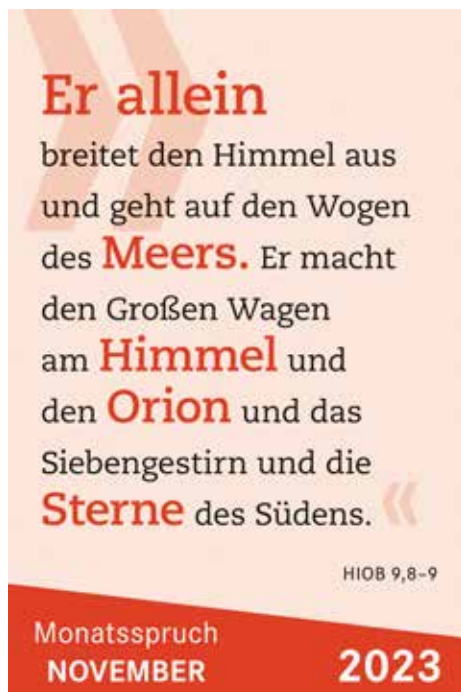 Er allein
breitet den Himmel aus
und geht auf den Wogen
des Meers. Er macht
den Großen Wagen
am Himmel und
den Orion und das
Siebengestirn und die
Sterne des Südens. «
HIOB 9,8–9
Monatsspruch
NOVEMBER 2023